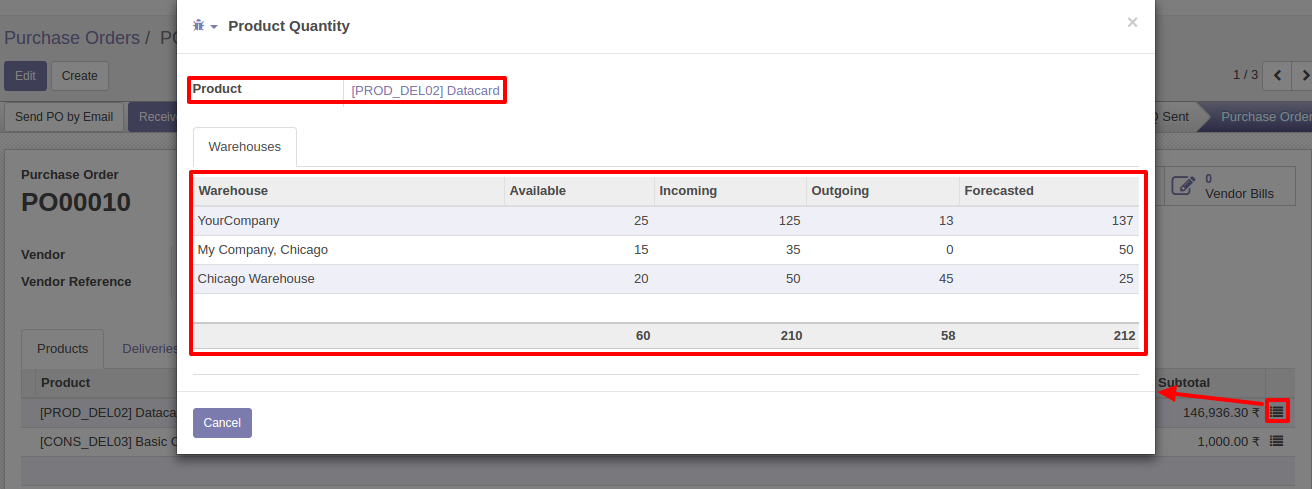 Product Quantity
×
Purchase Orders / PO
Edit Create
1 / 3
Product [PROD_DEL02] Datacard
Send PO by Email Receive
Sent Purchase Order
Warehouses
Purchase Order
PO00010
0
Vendor Bills
Warehouse Available Incoming Outgoing Forecasted
YourCompany 25 125 13 137
My Company, Chicago 15 35 0 50
Chicago Warehouse 20 50 45 25
60 210 58 212
Vendor
Vendor Reference
Products Deliveries
Product Subtotal
[PROD_DEL02] Dataca 146,936.30 ₹
[CONS_DEL03] Basic C 1,000.00 ₹
Cancel